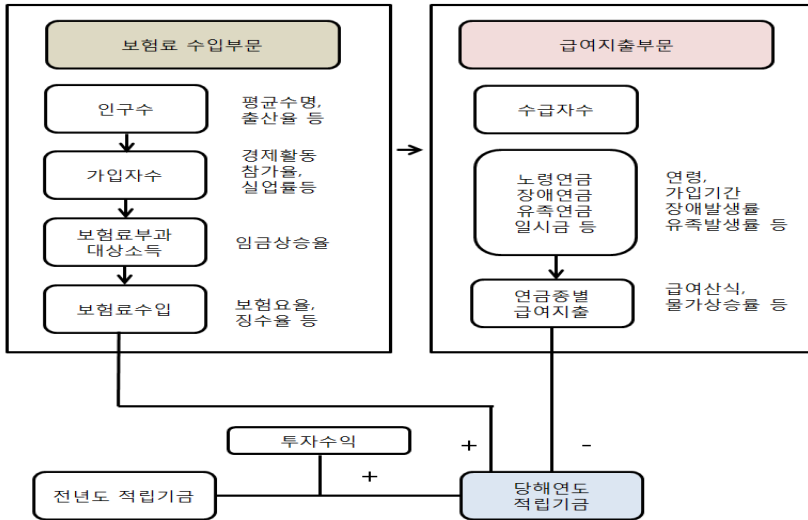 보험료 수입부문
인구수
평균수명,
출산율 등
가입자수
경제활동
참가율,
실업률등
보험료부과
대상소득
임금상승율
보험료수입
보험요율,
징수율 등
급여지출부문
수급자수
노령연금
장애연금
유족연금
일시금 등
연령,
가입기간
장애발생률
유족발생률 등
연금종별
급여지출
급여산식,
물가상승률 등
투자수익
+
+
-
전년도 적립기금
당해연도
적립기금